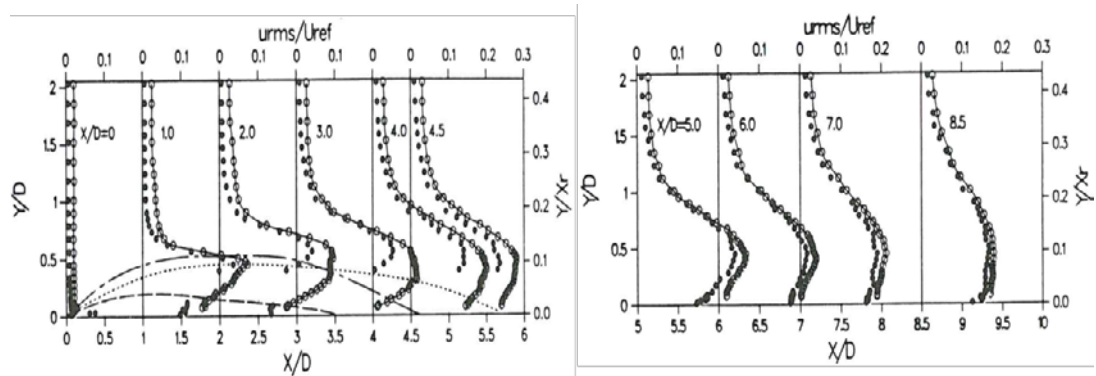 urms/Uref
0 0 0.1 0 0.1 0 0.1 0 0.1 0 0.1 0.2 0.3
2 1.5 1 0.5 0
Y/D
X/D=0 1.0 2.0 3.0 4.0 4.5
0.4 0.3 0.2 0.1 0.0
Y/Xr
0 0.5 1 1.5 2 2.5 3 3.5 4 4.5 5 5.5 6
X/D
urms/Uref
0 0.1 0 0.1 0 0.1 0.2 0 0.1 0.2 0.3
2 1.5 1 0.5 0
Y/D
X/D=5.0 6.0 7.0 8.5
0.4 0.3 0.2 0.1 0.0
Y/Xr
5 5.5 6 6.5 7 7.5 8 8.5 9 9.5 10
X/D